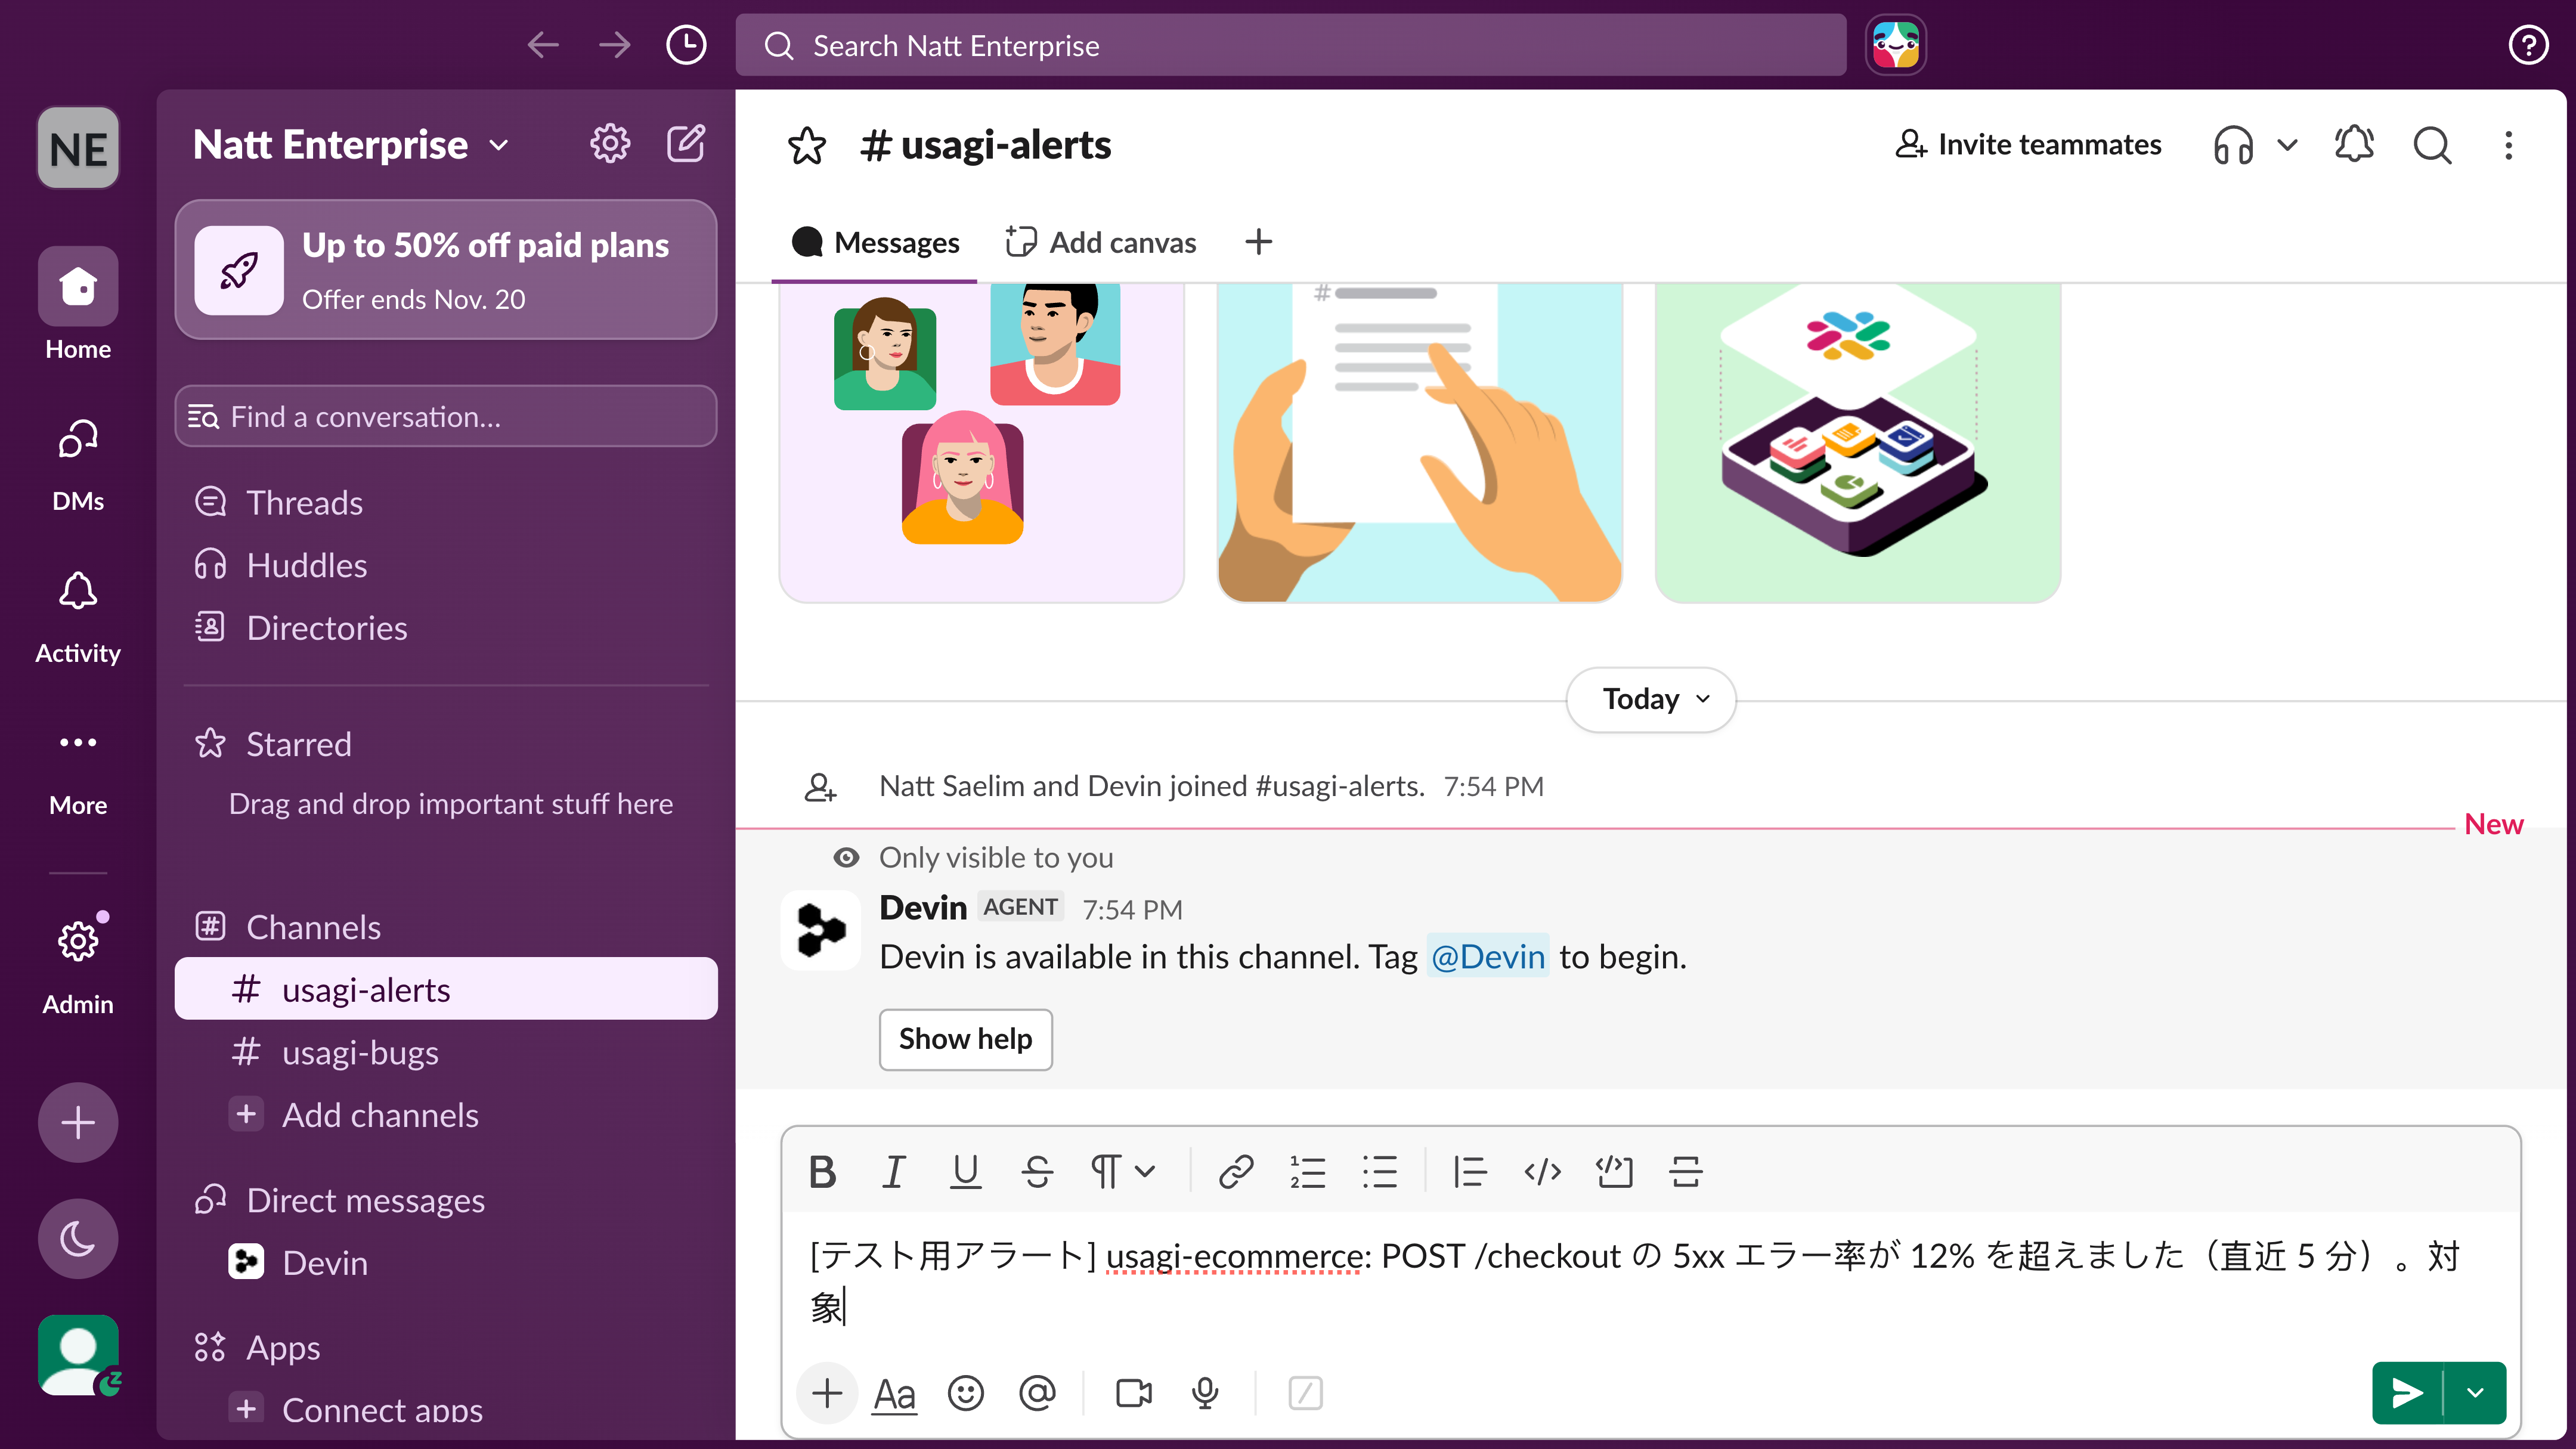 Search Natt Enterprise
NE
Home
DMs
Activity
More
Admin
Natt Enterprise
Up to 50% off paid plans
Offer ends Nov. 20
Find a conversation...
Threads
Huddles
Directories
Starred
Drag and drop important stuff here
Channels
# usagi-alerts
# usagi-bugs
Add channels
Direct messages
Devin
Apps
Connect apps
# usagi-alerts
Invite teammates
Messages
Add canvas
#
Today
Natt Saelim and Devin joined #usagi-alerts. 7:54 PM
New
Only visible to you
Devin AGENT 7:54 PM
Devin is available in this channel. Tag @Devin to begin.
Show help
[テスト用アラート] usagi-ecommerce: POST /checkout の 5xx エラー率が 12% を超えました（直近 5 分）。対
象
Aa